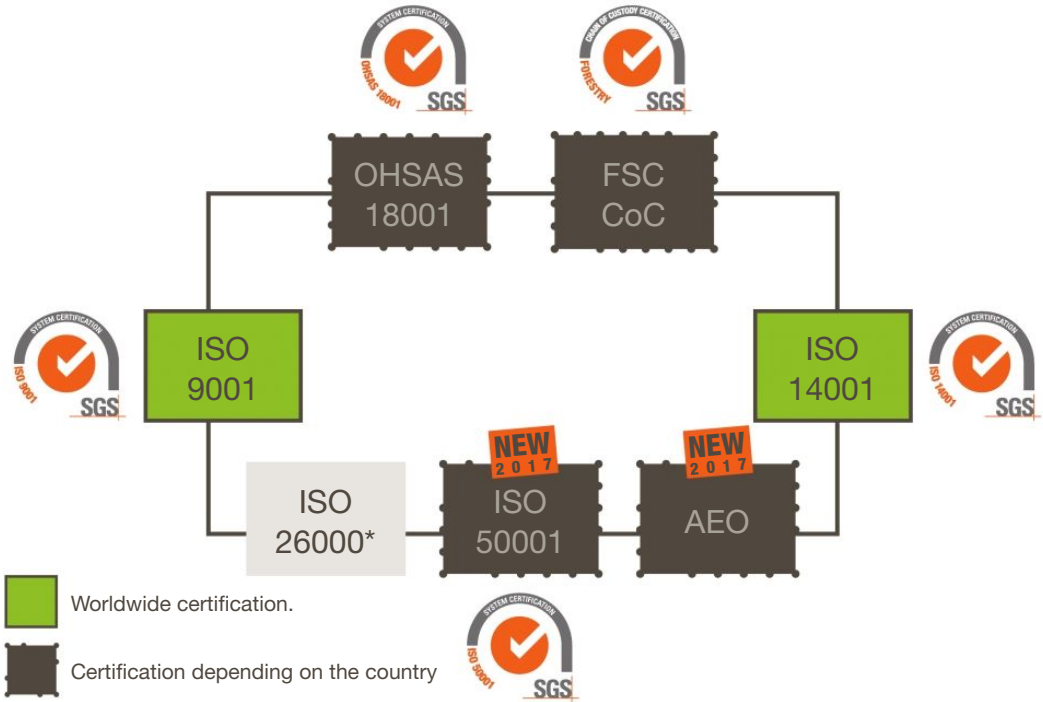 SYSTEM CERTIFICATION
OHSAS 18001
SGS
CHAIN OF CUSTODY CERTIFICATION
FORESTRY
SGS
OHSAS
18001
FSC
CoC
SYSTEM CERTIFICATION
ISO 9001
SGS
ISO
9001
ISO
14001
SYSTEM CERTIFICATION
ISO 14001
SGS
NEW
2017
NEW
2017
ISO
26000*
ISO
50001
AEO
Worldwide certification.
SYSTEM CERTIFICATION
ISO 50001
SGS
Certification depending on the country